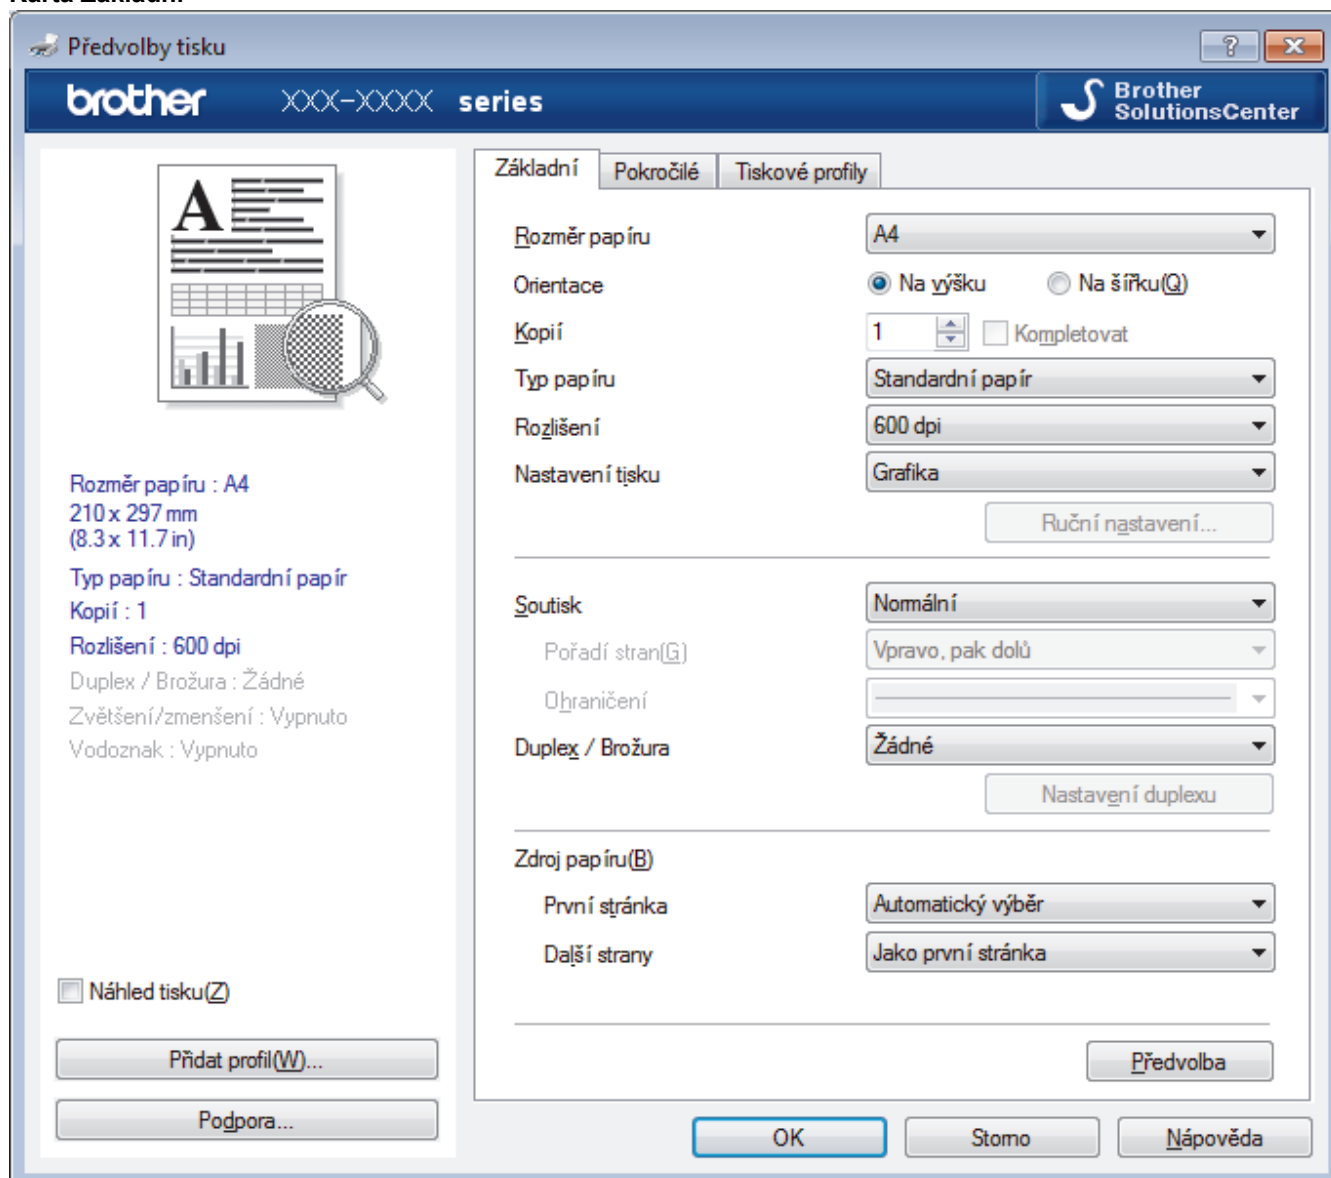 Karta Základní
Předvolby tisku
brother XXX-XXXX series
Brother
SolutionsCenter
A
Rozměr papíru : A4
210 x 297 mm
(8.3 x 11.7 in)
Typ papíru : Standardní papír
Kopií : 1
Rozlišení : 600 dpi
Duplex / Brožura : Žádné
Zvětšení/zmenšení : Vypnuto
Vodoznak : Vypnuto
Náhled tisku(Z)
Přidat profil(W)...
Podpora...
Základní Pokročilé Tiskové profily
Rozměr papíru A4
Orientace Na výšku Na šířku(Q)
Kopií 1 Kompletovat
Typ papíru Standardní papír
Rozlišení 600 dpi
Nastavení tisku Grafika
Ruční nastavení...
Soutisk Normální
Pořadí stran(G) Vpravo, pak dolů
Ohraničení
Duplex / Brožura Žádné
Nastavení duplexu
Zdroj papíru(B)
První stránka Automatický výběr
Další strany Jako první stránka
Předvolba
OK Storno Nápověda